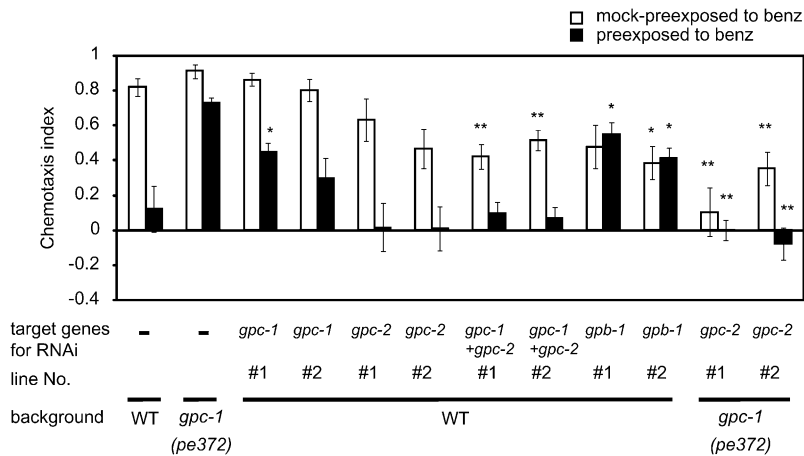 mock-preexposed to benz
preexposed to benz
1
0.8
0.6
0.4
0.2
0
-0.2
-0.4
Chemotaxis index
* ** ** * * * ** ** ** **
target genes - - gpc-1 gpc-1 gpc-2 gpc-2 gpc-1 gpc-1 gpb-1 gpb-1 gpc-2 gpc-2
for RNAi +gpc-2 +gpc-2
line No. #1 #2 #1 #2 #1 #2 #1 #2 #1 #2
background WT gpc-1 WT gpc-1
(pe372) (pe372)